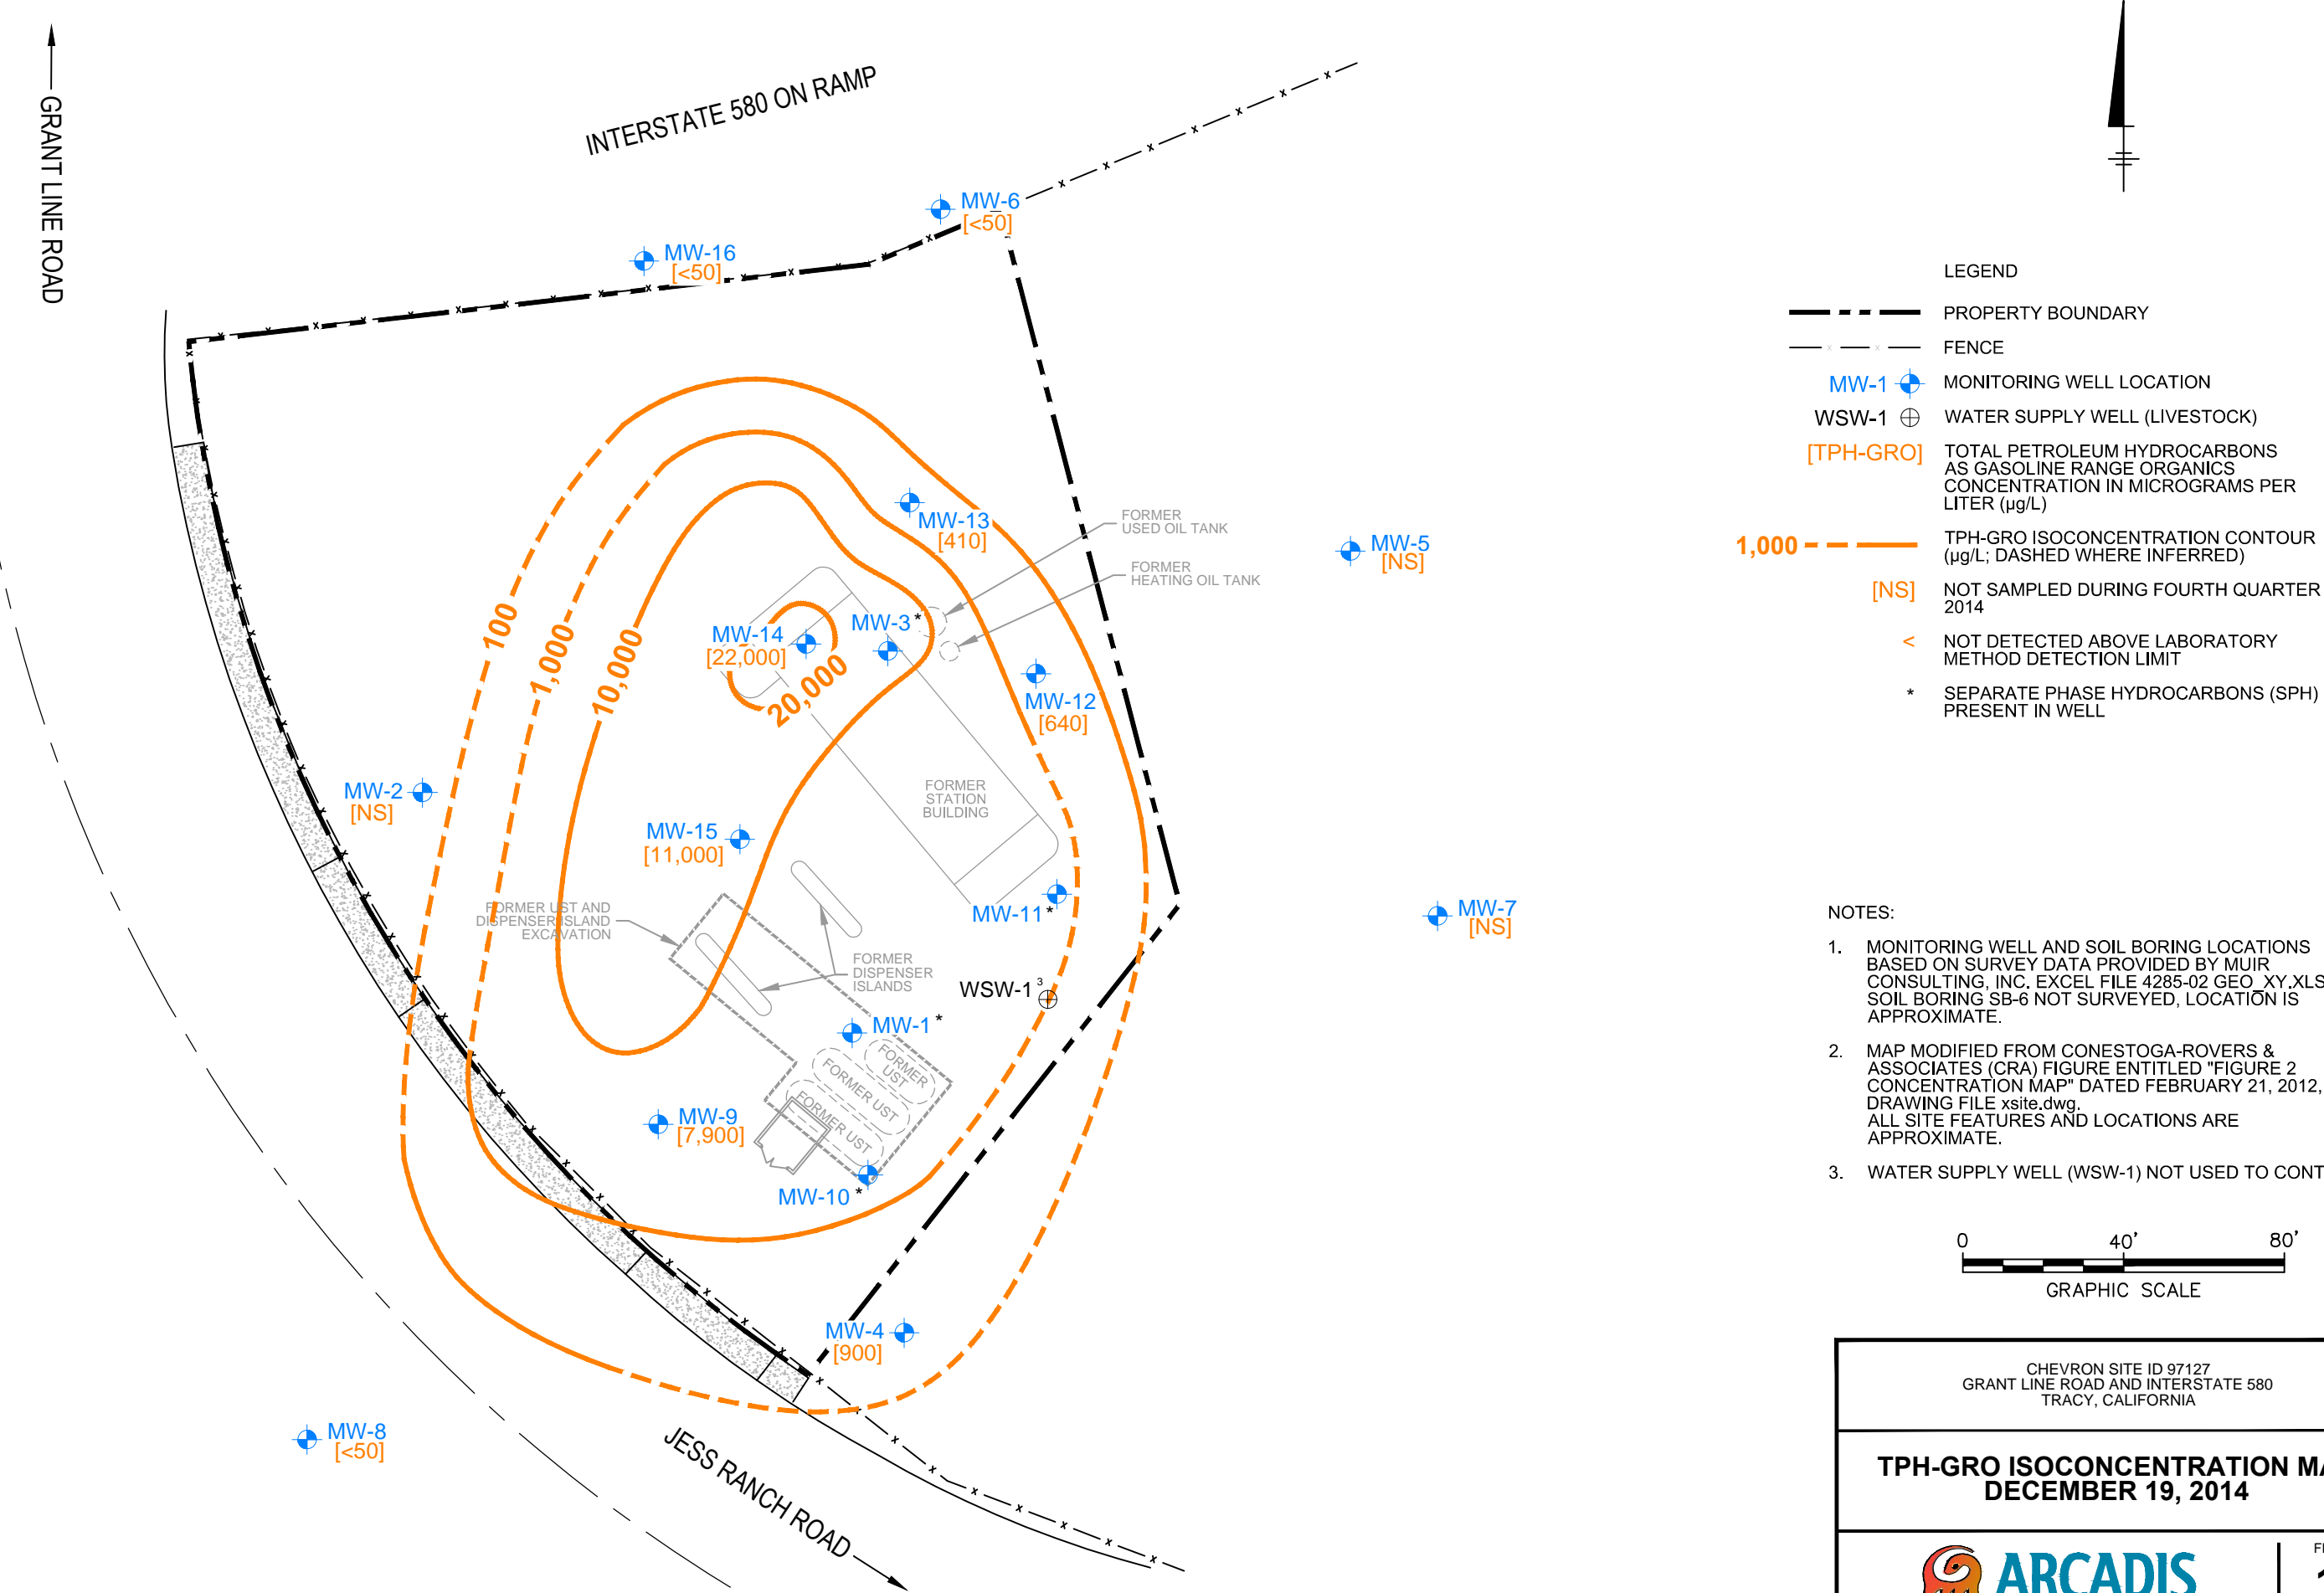 GRANT LINE ROAD
INTERSTATE 580 ON RAMP
MW-6
[<50]
MW-16
[<50]
MW-13
[410]
FORMER
USED OIL TANK
FORMER
HEATING OIL TANK
MW-5
[NS]
100
1,000
10,000
20,000
MW-14
[22,000]
MW-3*
MW-12
[640]
MW-2
[NS]
FORMER
STATION
BUILDING
MW-15
[11,000]
MW-11*
MW-7
[NS]
FORMER UST AND
DISPENSER ISLAND
EXCAVATION
FORMER
DISPENSER
ISLANDS
WSW-1 3
MW-1 *
FORMER
UST
FORMER UST
FORMER UST
MW-9
[7,900]
MW-10 *
MW-4
[900]
MW-8
[<50]
JESS RANCH ROAD
LEGEND
PROPERTY BOUNDARY
FENCE
MW-1 MONITORING WELL LOCATION
WSW-1 WATER SUPPLY WELL (LIVESTOCK)
[TPH-GRO] TOTAL PETROLEUM HYDROCARBONS
AS GASOLINE RANGE ORGANICS
CONCENTRATION IN MICROGRAMS PER
LITER (µg/L)
1,000 TPH-GRO ISOCONCENTRATION CONTOUR
(µg/L; DASHED WHERE INFERRED)
[NS] NOT SAMPLED DURING FOURTH QUARTER
2014
< NOT DETECTED ABOVE LABORATORY
METHOD DETECTION LIMIT
* SEPARATE PHASE HYDROCARBONS (SPH)
PRESENT IN WELL
NOTES:
1. MONITORING WELL AND SOIL BORING LOCATIONS
BASED ON SURVEY DATA PROVIDED BY MUIR
CONSULTING, INC. EXCEL FILE 4285-02 GEO_XY.XLS
SOIL BORING SB-6 NOT SURVEYED, LOCATION IS
APPROXIMATE.
2. MAP MODIFIED FROM CONESTOGA-ROVERS &
ASSOCIATES (CRA) FIGURE ENTITLED "FIGURE 2
CONCENTRATION MAP" DATED FEBRUARY 21, 2012,
DRAWING FILE xsite.dwg.
ALL SITE FEATURES AND LOCATIONS ARE
APPROXIMATE.
3. WATER SUPPLY WELL (WSW-1) NOT USED TO CONT
0 40' 80'
GRAPHIC SCALE
CHEVRON SITE ID 97127
GRANT LINE ROAD AND INTERSTATE 580
TRACY, CALIFORNIA
TPH-GRO ISOCONCENTRATION
DECEMBER 19, 2014
ARCADIS